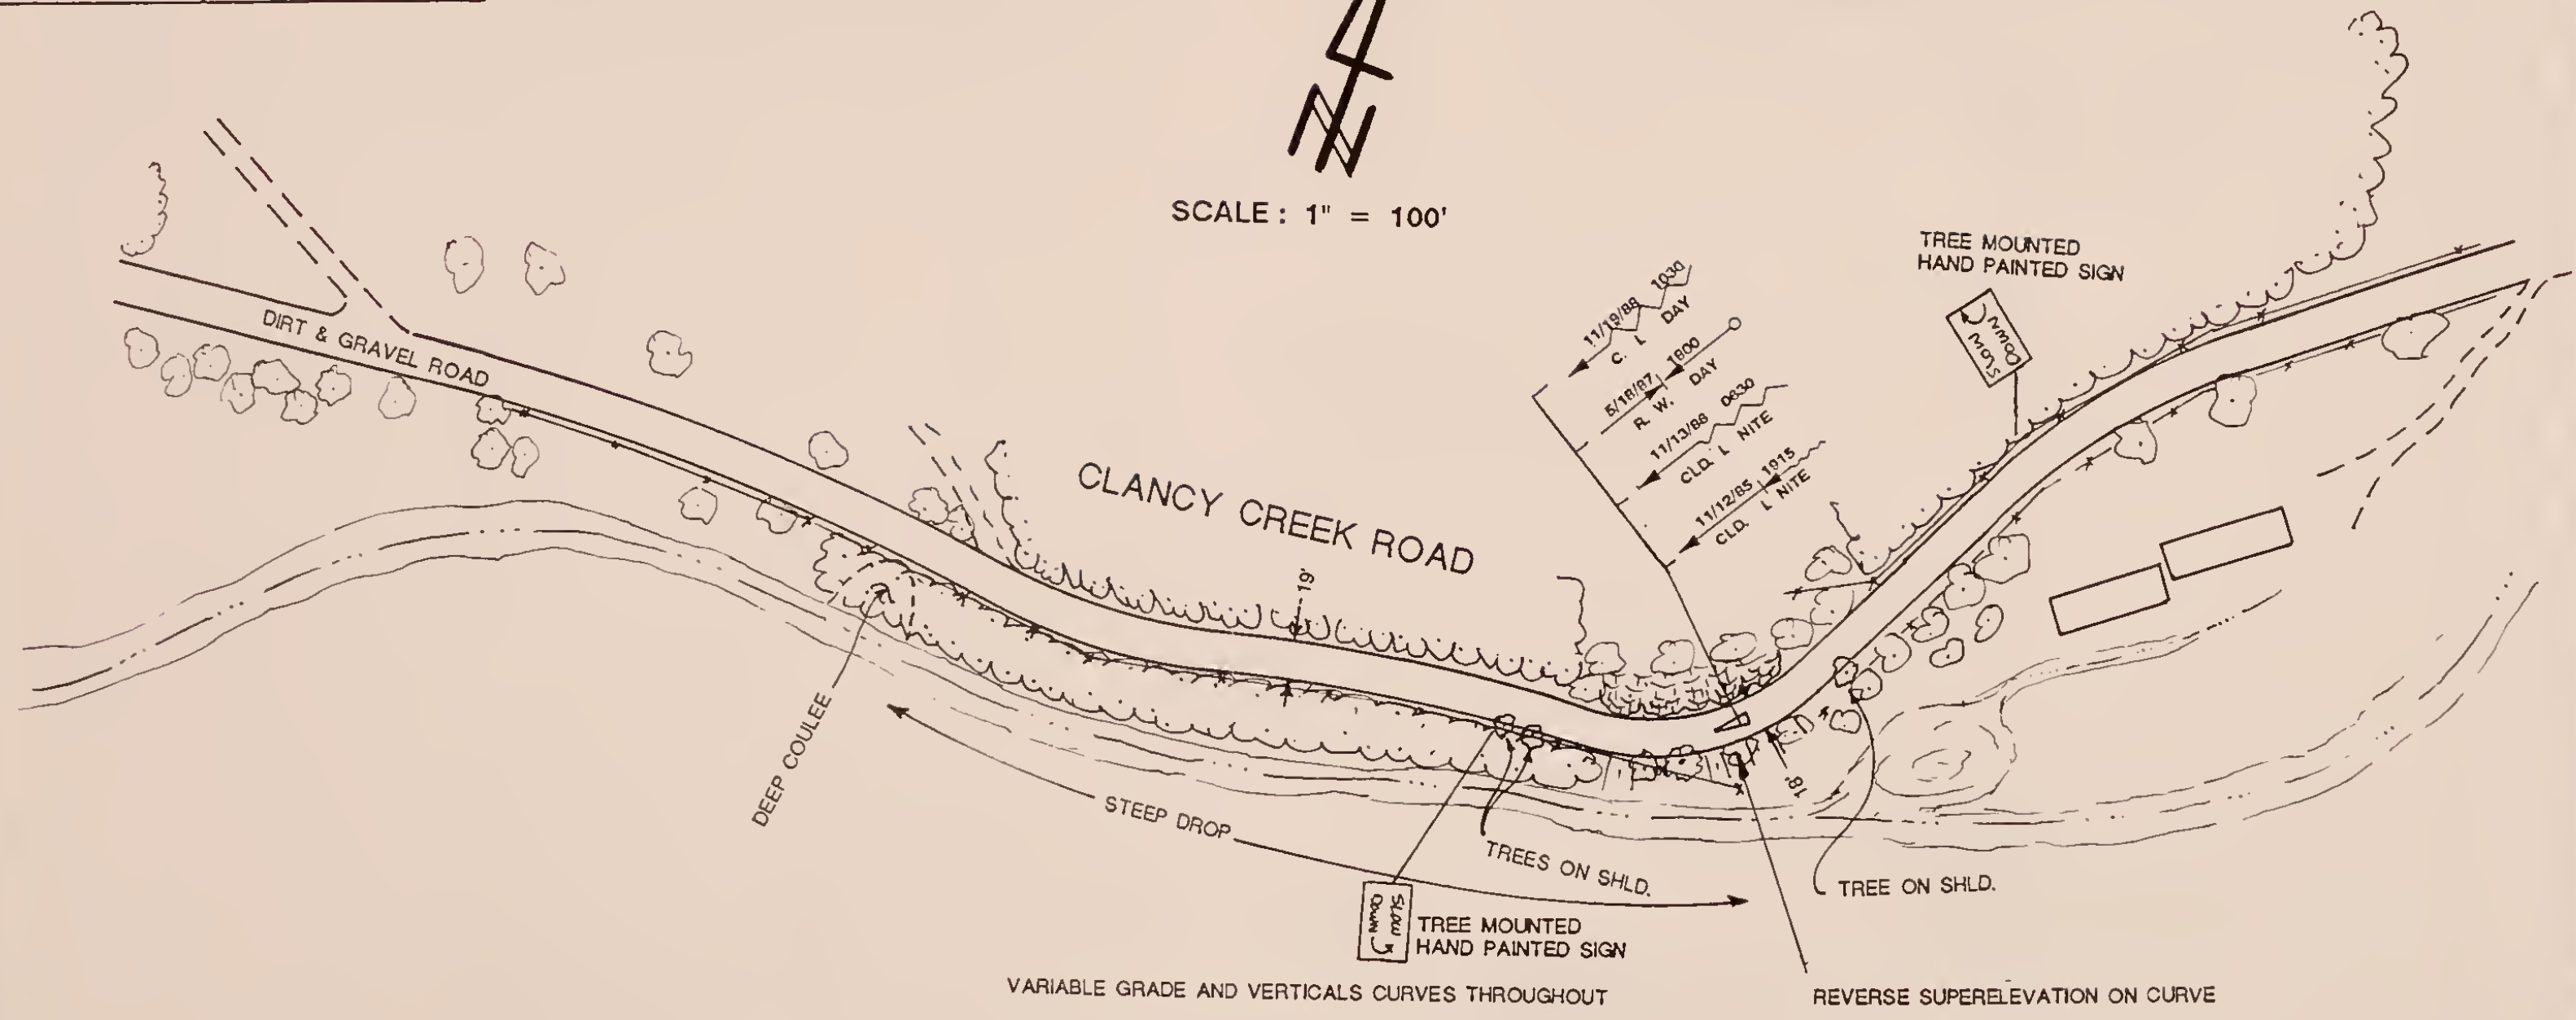 N
SCALE: 1" = 100'
TREE MOUNTED
HAND PAINTED SIGN
SLOW
DOWN
11/19/88 1030
C. L DAY
5/18/87 1800
R. W. DAY
11/13/86 0630
CLD. L NITE
11/12/85 1915
CLD. L NITE
DIRT & GRAVEL ROAD
CLANCY CREEK ROAD
19'
18'
DEEP COULEE
STEEP DROP
TREES ON SHLD.
TREE ON SHLD.
SLOW
DOWN
TREE MOUNTED
HAND PAINTED SIGN
VARIABLE GRADE AND VERTICALS CURVES THROUGHOUT
REVERSE SUPERELEVATION ON CURVE